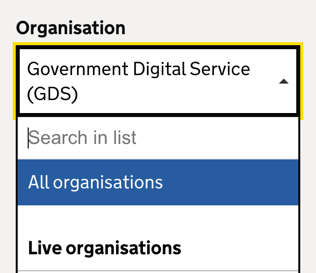 Organisation
Government Digital Service
(GDS)
Search in list
All organisations
Live organisations